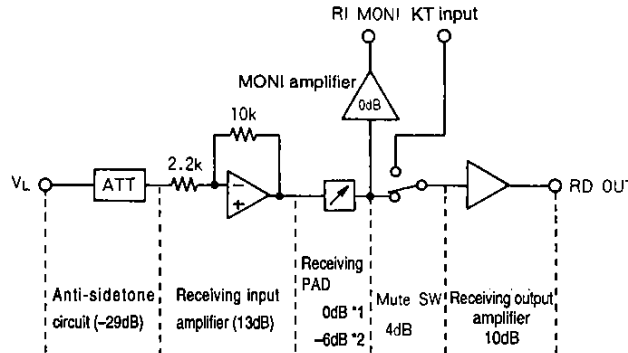 RI MONI KT input
MONI amplifier
0dB
10k
2.2k
VL
ATT
−
+
RD OUT
Anti-sidetone
circuit (−29dB)
Receiving input
amplifier (13dB)
Receiving
PAD
0dB *1
−6dB *2
Mute SW
4dB
Receiving output
amplifier
10dB